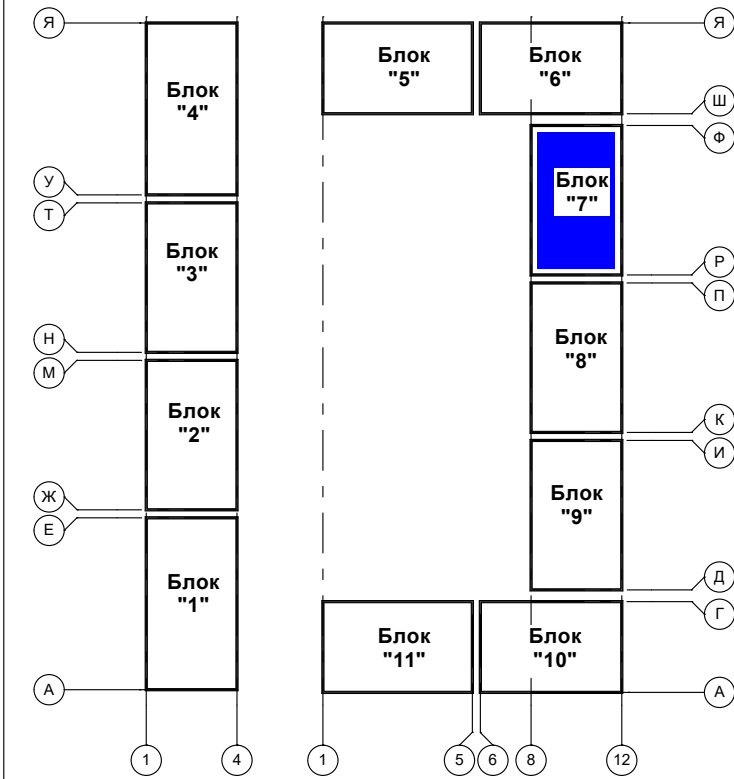 Я
Я
Блок
"4"
Блок
"5"
Блок
"6"
Ш
Ф
У
Т
Блок
"7"
Блок
"3"
Р
П
Н
М
Блок
"8"
Блок
"2"
К
И
Ж
Е
Блок
"9"
Блок
"1"
Д
Г
Блок
"11"
Блок
"10"
А
А
1
4
1
5
6
8
12